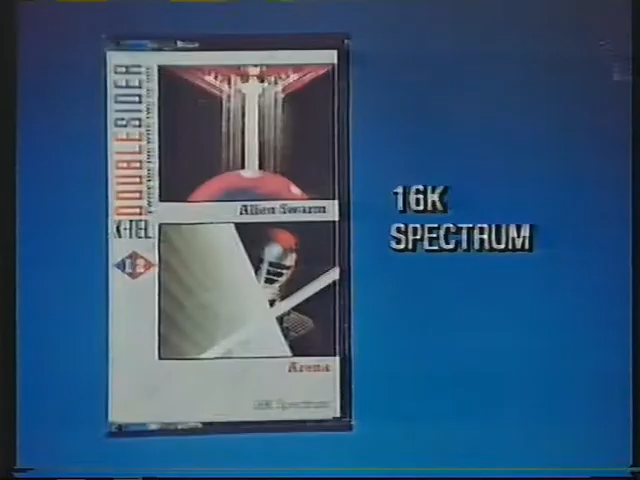 DOUBLESIDER
K-TEL
Alien Swarm
Arena
16K Spectrum
16K
SPECTRUM